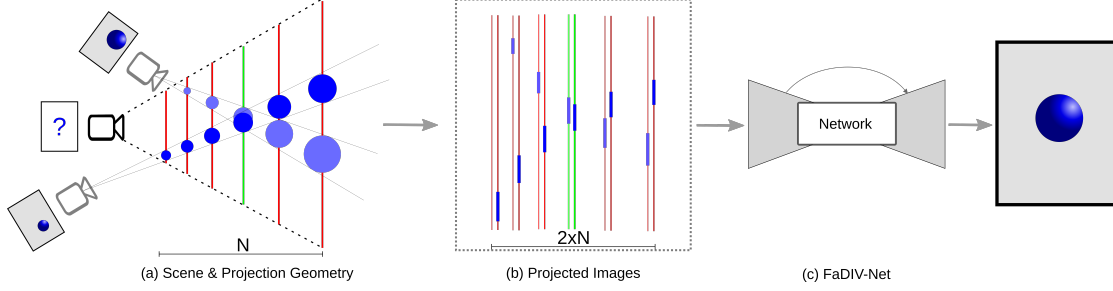 ?
N
(a) Scene & Projection Geometry
2xN
(b) Projected Images
Network
(c) FaDIV-Net